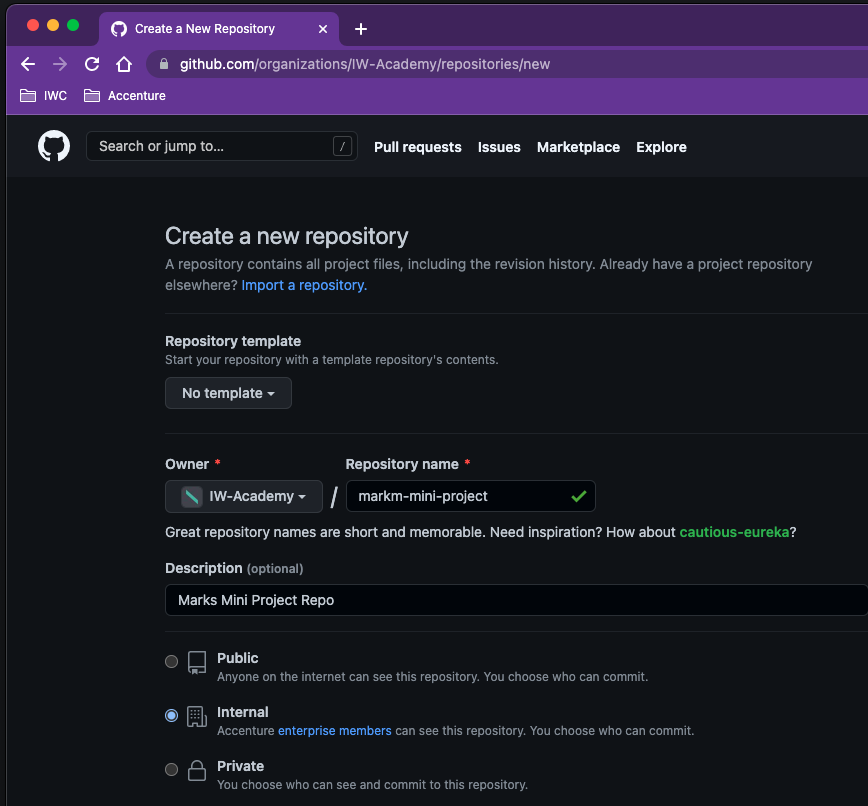 Create a New Repository
github.com/organizations/IW-Academy/repositories/new
IWC Accenture
Search or jump to... / Pull requests Issues Marketplace Explore
Create a new repository
A repository contains all project files, including the revision history. Already have a project repository
elsewhere? Import a repository.
Repository template
Start your repository with a template repository's contents.
No template
Owner * Repository name *
IW-Academy / markm-mini-project
Great repository names are short and memorable. Need inspiration? How about cautious-eureka?
Description (optional)
Marks Mini Project Repo
Public
Anyone on the internet can see this repository. You choose who can commit.
Internal
Accenture enterprise members can see this repository. You choose who can commit.
Private
You choose who can see and commit to this repository.